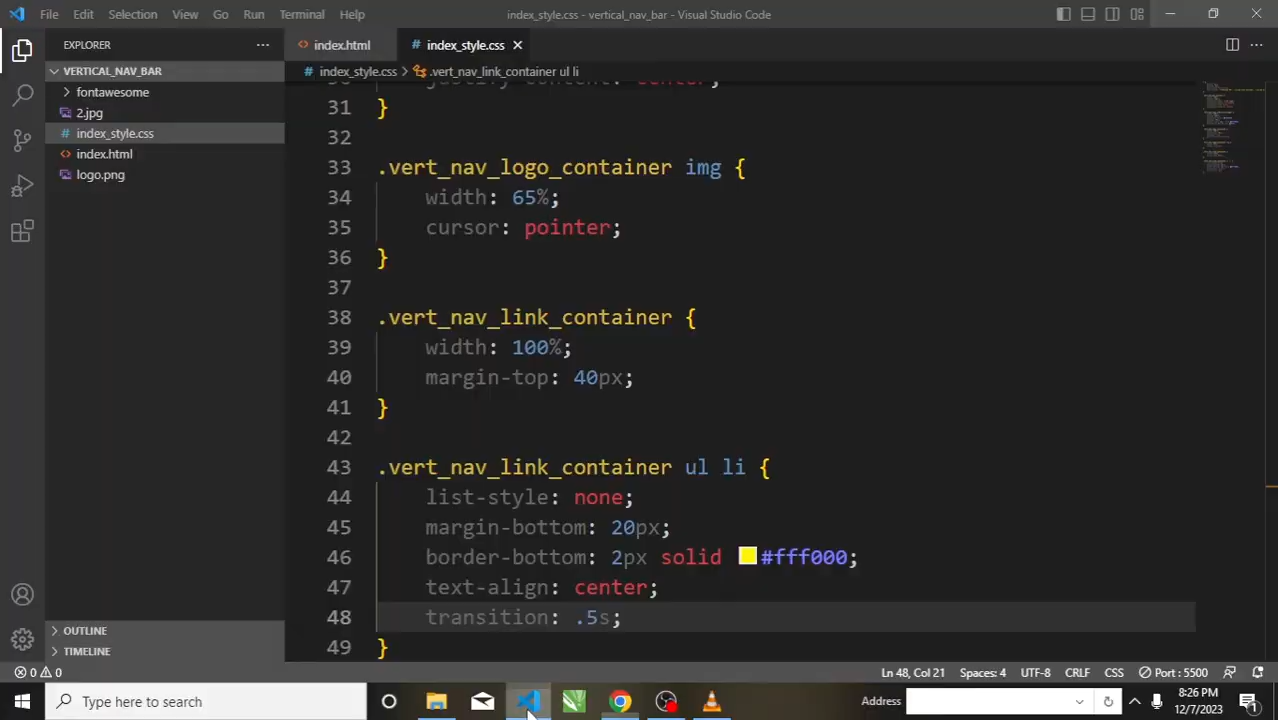 File Edit Selection View Go Run Terminal Help index_style.css - vertical_nav_bar - Visual Studio Code
EXPLORER ··· index.html # index_style.css
VERTICAL_NAV_BAR # index_style.css > .vert_nav_link_container ul li
fontawesome
2.jpg
# index_style.css
index.html
logo.png
31 }
32
33 .vert_nav_logo_container img {
34 width: 65%;
35 cursor: pointer;
36 }
37
38 .vert_nav_link_container {
39 width: 100%;
40 margin-top: 40px;
41 }
42
43 .vert_nav_link_container ul li {
44 list-style: none;
45 margin-bottom: 20px;
46 border-bottom: 2px solid #fff000;
47 text-align: center;
48 transition: .5s;
49 }
OUTLINE
TIMELINE
0 0 Ln 48, Col 21 Spaces: 4 UTF-8 CRLF CSS Port : 5500
Type here to search Address 8:26 PM
12/7/2023 1